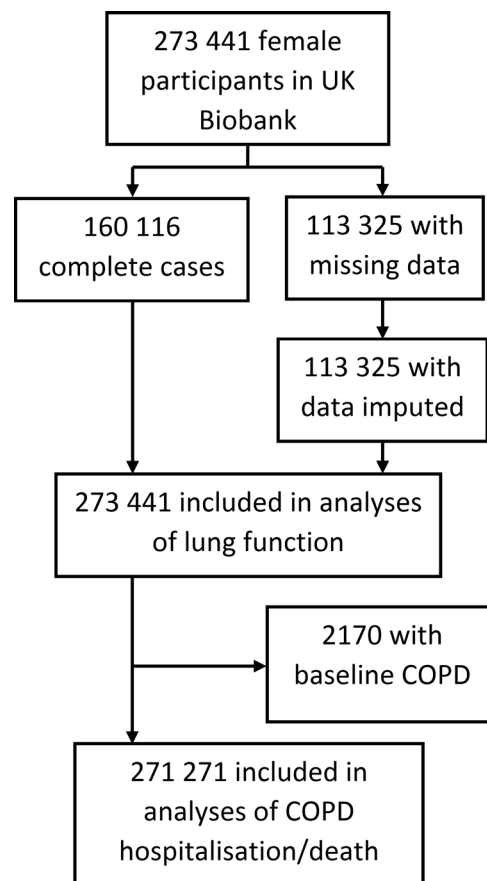 273 441 female
participants in UK
Biobank
160 116
complete cases
113 325 with
missing data
113 325 with
data imputed
273 441 included in analyses
of lung function
2170 with
baseline COPD
271 271 included in
analyses of COPD
hospitalisation/death